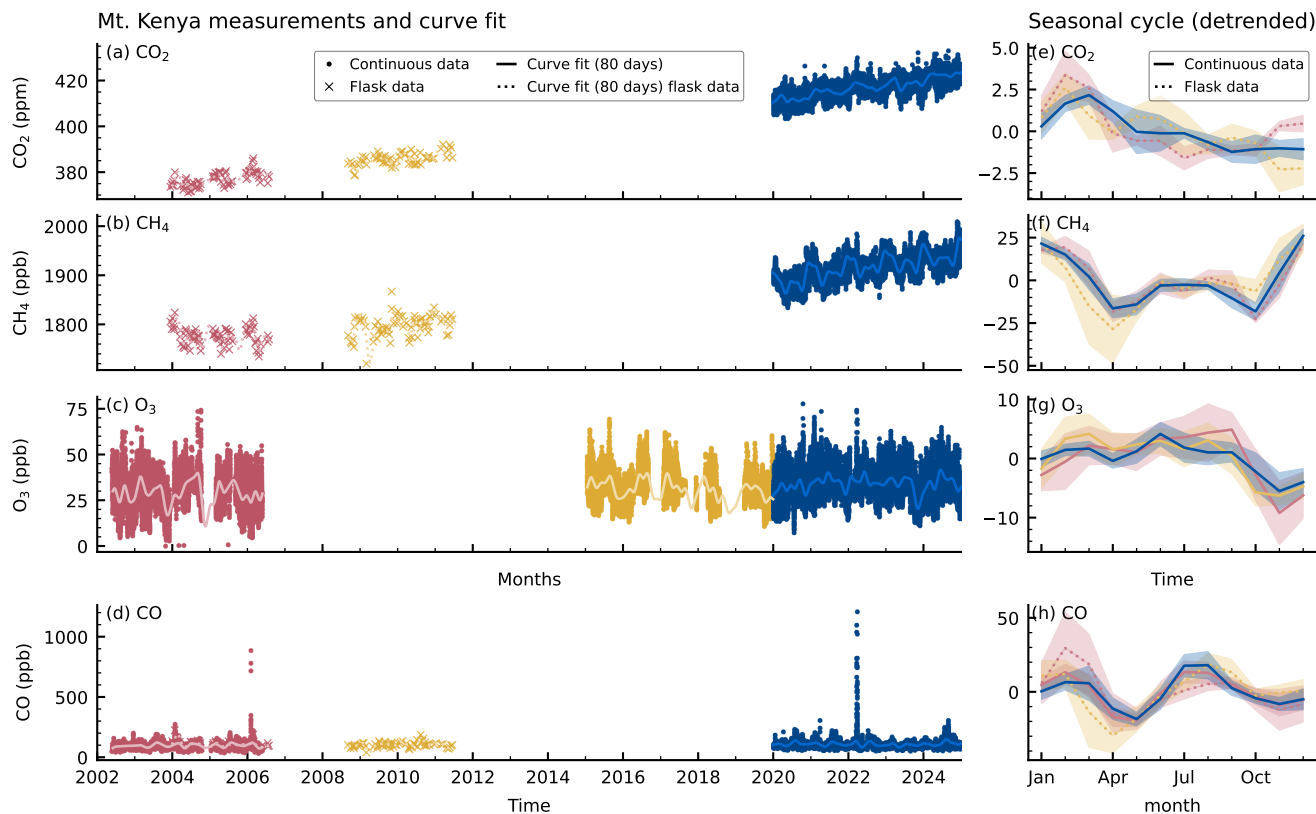 Mt. Kenya measurements and curve fit
Seasonal cycle (detrended)
(a) CO₂
Continuous data
Flask data
Curve fit (80 days)
Curve fit (80 days) flask data
CO₂ (ppm)
420
400
380
(e) CO₂
Continuous data
Flask data
5.0
2.5
0.0
−2.5
(b) CH₄
CH₄ (ppb)
2000
1900
1800
(f) CH₄
25
0
−25
−50
(c) O₃
O₃ (ppb)
75
50
25
0
Months
(g) O₃
10
0
−10
Time
(d) CO
CO (ppb)
1000
500
0
2002 2004 2006 2008 2010 2012 2014 2016 2018 2020 2022 2024
Time
(h) CO
50
0
Jan Apr Jul Oct
month